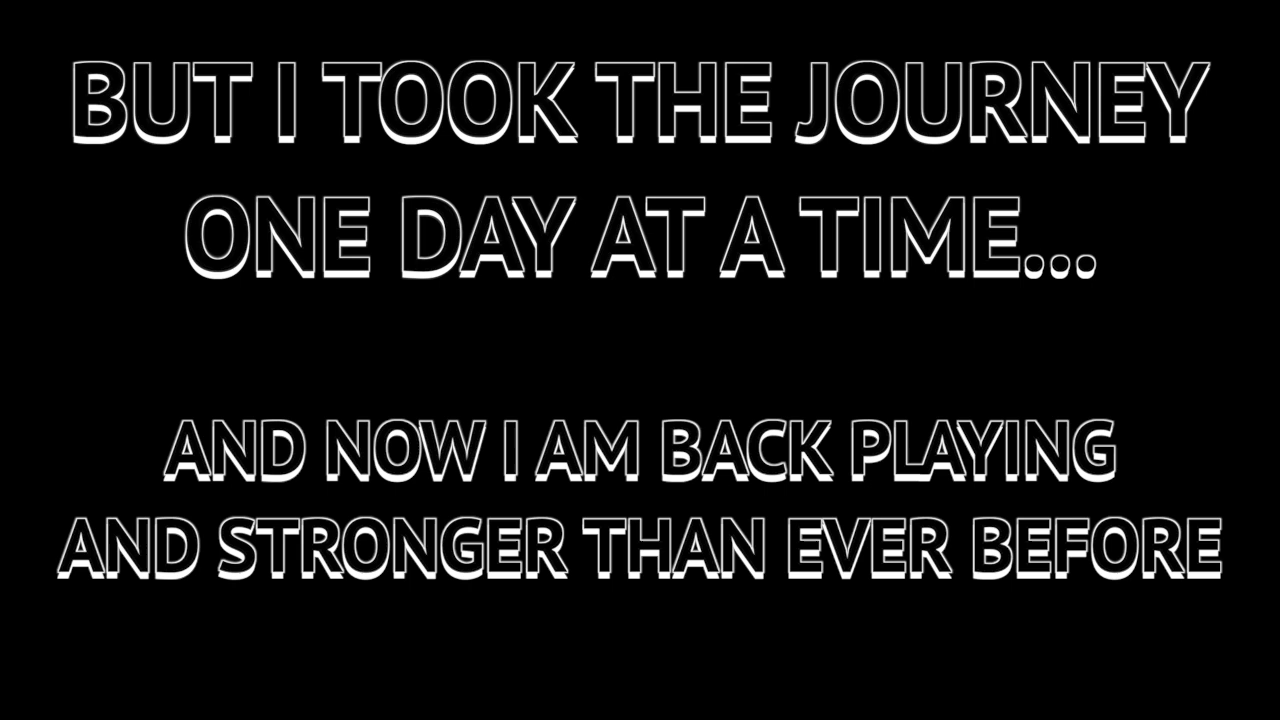 BUT I TOOK THE JOURNEY
ONE DAY AT A TIME...
AND NOW I AM BACK PLAYING
AND STRONGER THAN EVER BEFORE